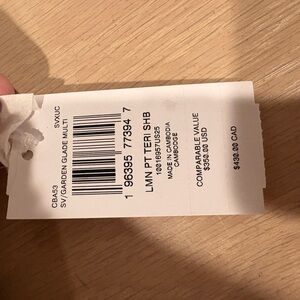 CBA53 SVXUC
SV/GARDEN GLADE MULTI
1 96395 77394 7
LMN PT TERI SHB
10016957US25
MADE IN CAMBODIA
CAMBODGE
COMPARABLE VALUE
$350.00 USD
$430.00 CAD